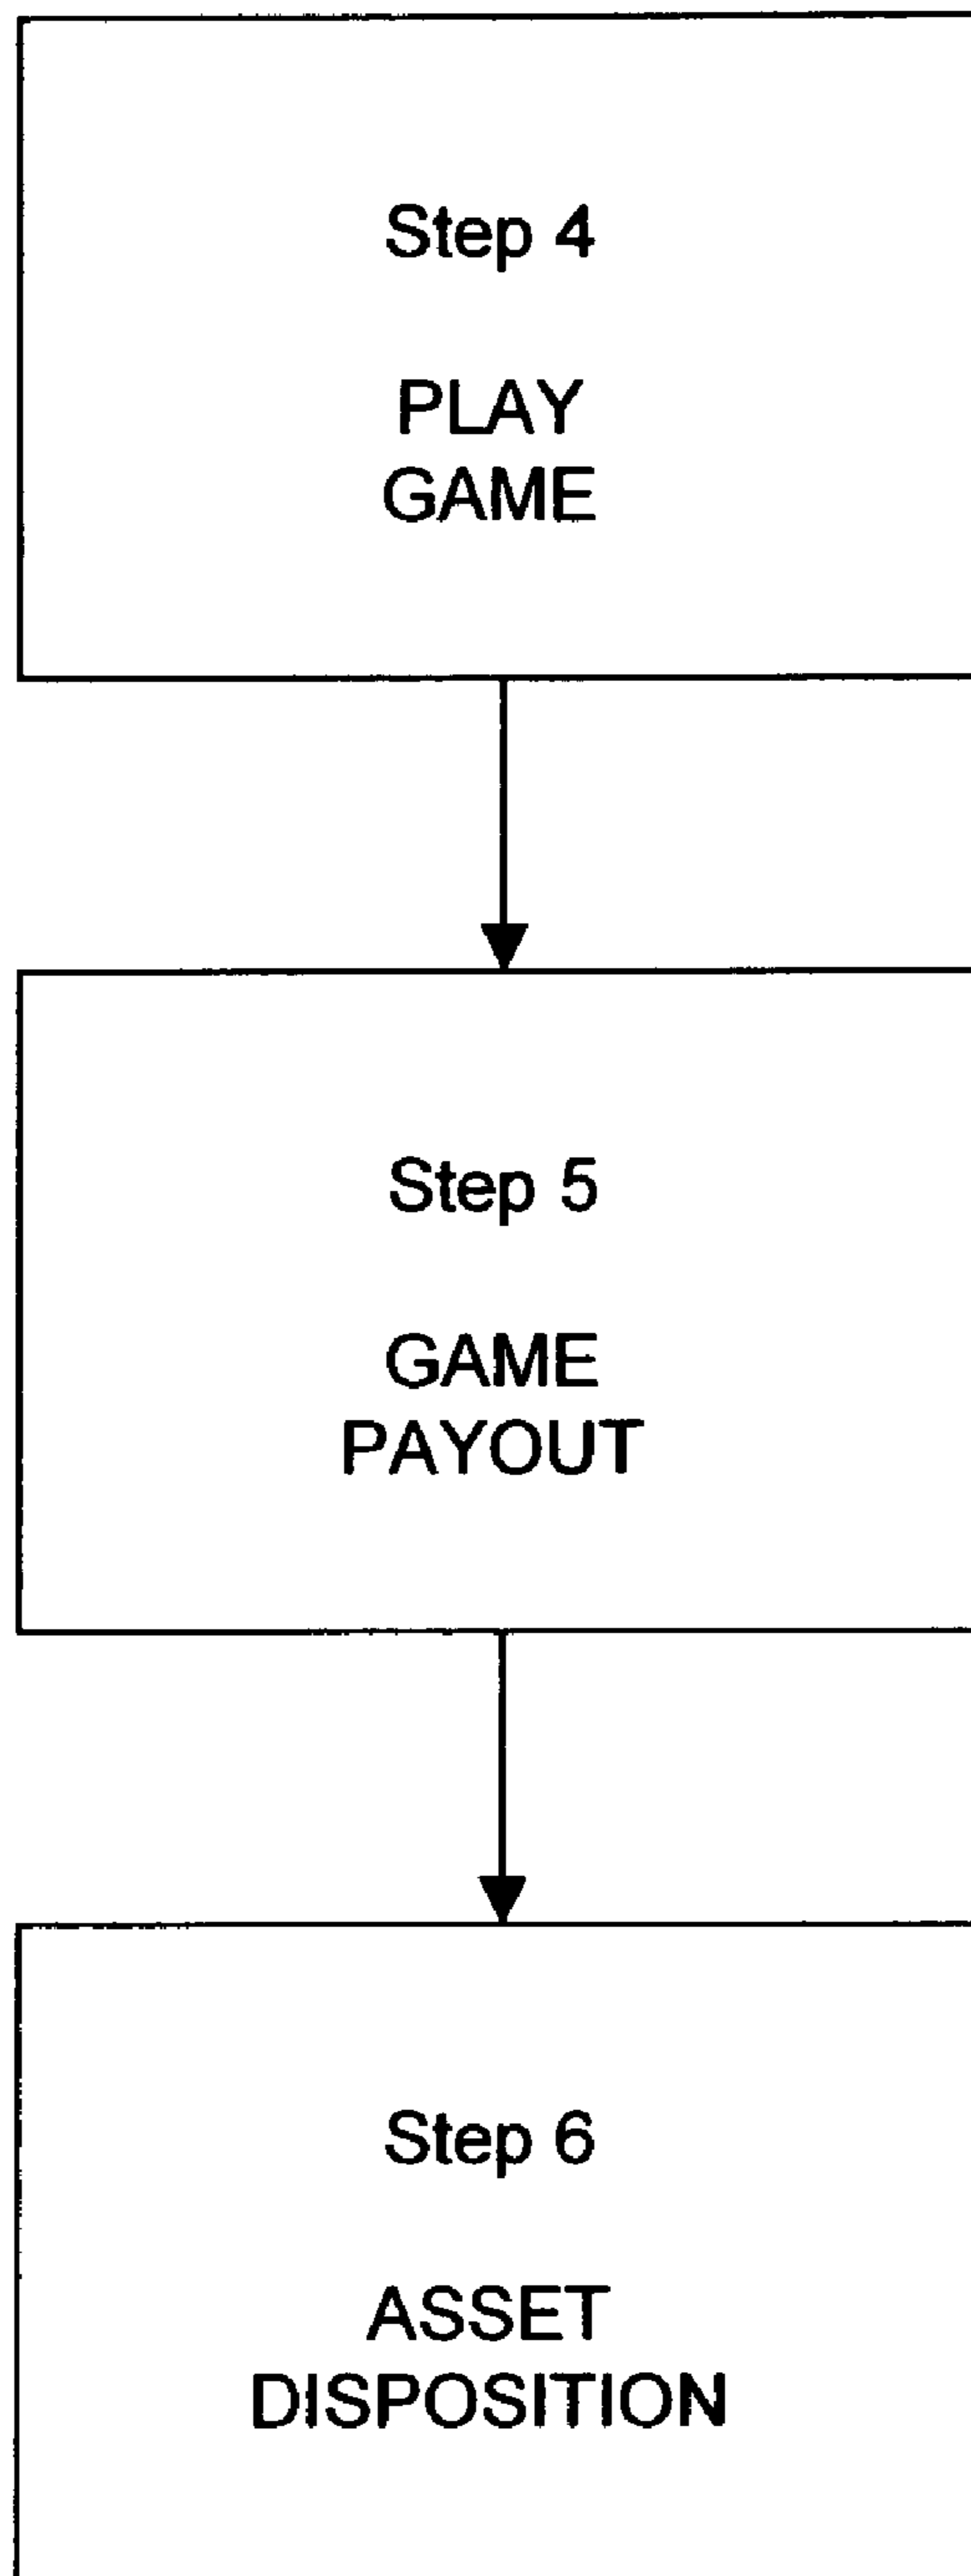 Step 4
PLAY
GAME
Step 5
GAME
PAYOUT
Step 6
ASSET
DISPOSITION